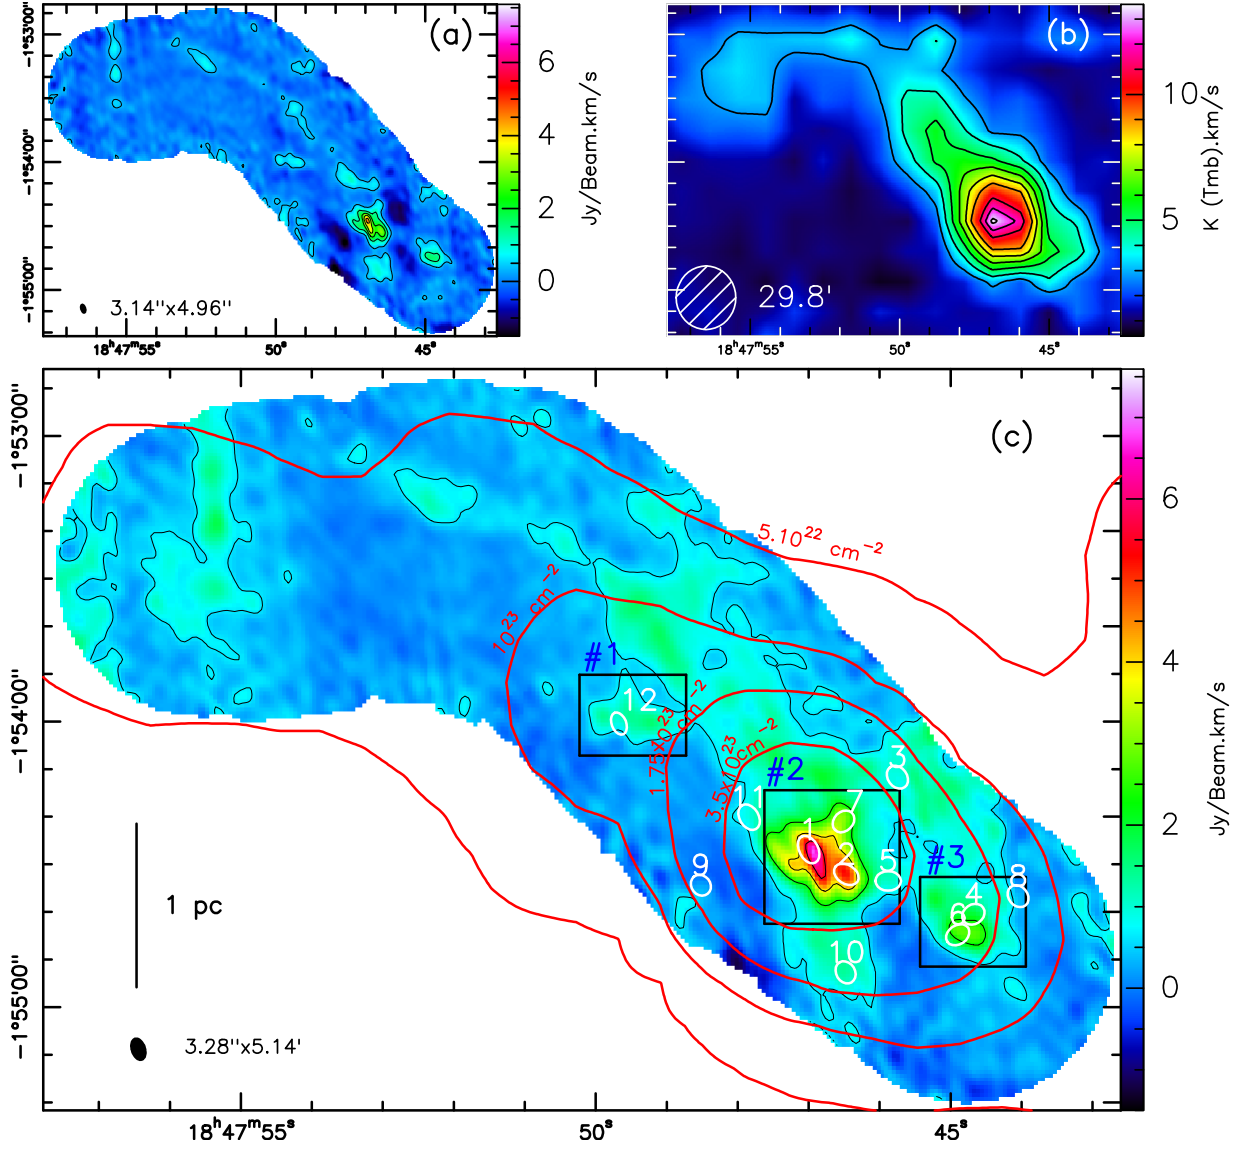 (a)
-1°53'00"
-1°54'00"
-1°55'00"
6
4
2
0
Jy/Beam.km/s
3.14"x4.96"
18ʰ47ᵐ55ˢ
50ˢ
45ˢ
(b)
10
5
K (Tmb).km/s
29.8'
18ʰ47ᵐ55ˢ
50ˢ
45ˢ
(c)
-1°53'00"
-1°54'00"
-1°55'00"
5.10²² cm⁻²
10²³ cm⁻²
1.75x10²³ cm⁻²
3.5x10²³ cm⁻²
#1
12
#2
3
11
7
1
2
5
9
#3
8
4
6
10
1 pc
3.28"x5.14'
6
4
2
0
Jy/Beam.km/s
18ʰ47ᵐ55ˢ
50ˢ
45ˢ